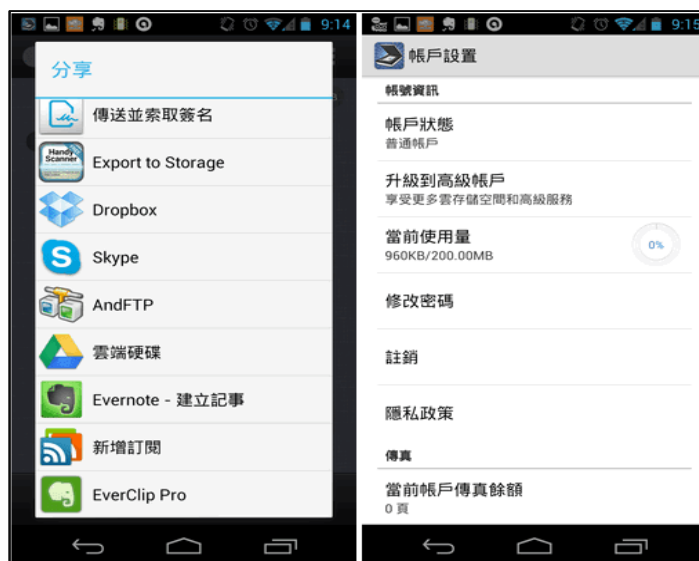 9:14
分享
傳送並索取簽名
Handy
Scanner
Export to Storage
Dropbox
Skype
AndFTP
雲端硬碟
Evernote - 建立記事
新增訂閱
EverClip Pro
9:15
帳戶設置
帳號資訊
帳戶狀態
普通帳戶
升級到高級帳戶
享受更多雲存儲空間和高級服務
當前使用量
960KB/200.00MB
0%
修改密碼
註銷
隱私政策
傳真
當前帳戶傳真餘額
0 頁